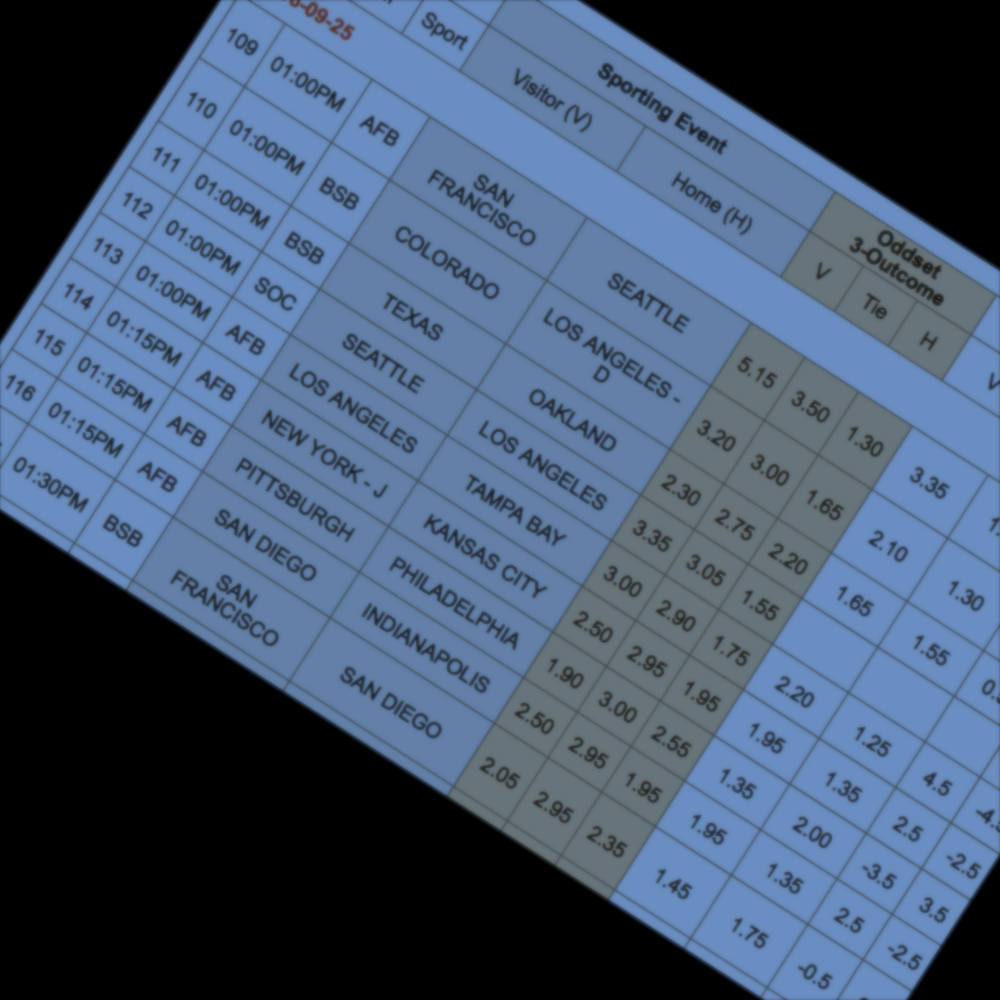 Sporting Event
Oddset
3-Outcome
Sport Visitor (V) Home (H) V Tie H V
-09-25
109 01:00PM AFB SAN FRANCISCO SEATTLE 5.15 3.50 1.30 3.35
110 01:00PM BSB COLORADO LOS ANGELES - D 3.20 3.00 1.65 2.10 1.30
111 01:00PM BSB TEXAS OAKLAND 2.30 2.75 2.20 1.65 1.55
112 01:00PM SOC SEATTLE LOS ANGELES 3.35 3.05 1.55
113 01:00PM AFB LOS ANGELES TAMPA BAY 3.00 2.90 1.75 2.20 1.25 4.5
114 01:15PM AFB NEW YORK - J KANSAS CITY 2.50 2.95 1.95 1.95 1.35 2.5 -2.5
115 01:15PM AFB PITTSBURGH PHILADELPHIA 1.90 3.00 2.55 1.35 2.00 -3.5 3.5
116 01:15PM AFB SAN DIEGO INDIANAPOLIS 2.50 2.95 1.95 1.95 1.35 2.5 -2.5
01:30PM BSB SAN FRANCISCO SAN DIEGO 2.05 2.95 2.35 1.45 1.75 -0.5